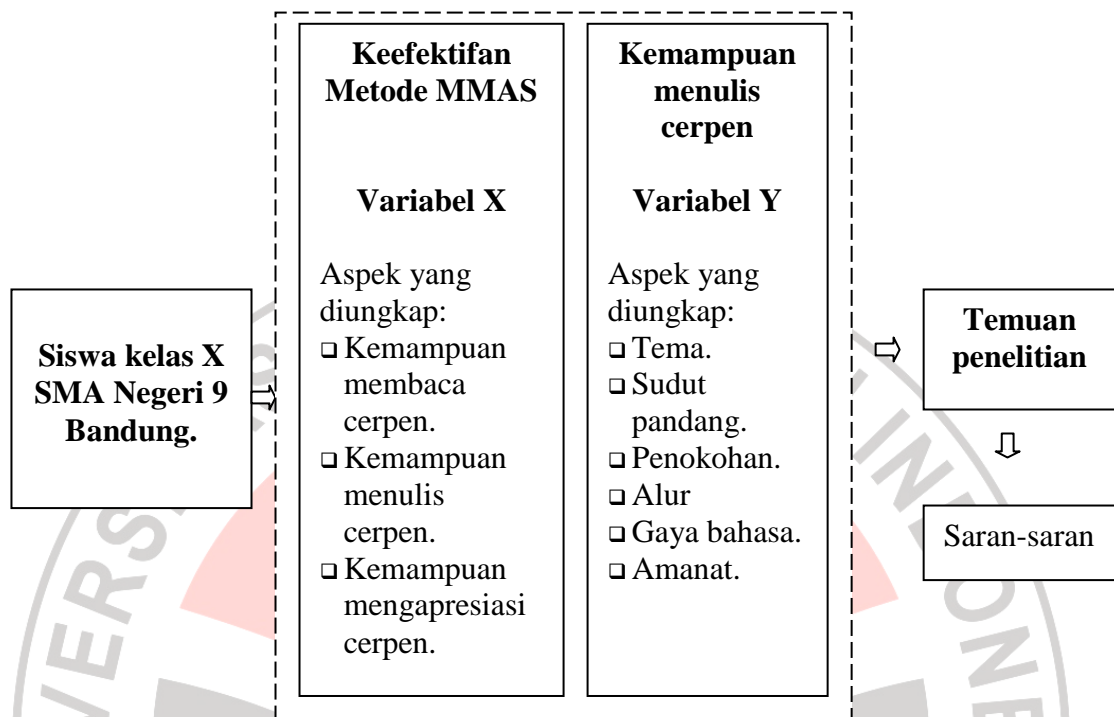 Siswa kelas X
SMA Negeri 9
Bandung.
Keefektifan
Metode MMAS
Variabel X
Aspek yang
diungkap:
❑ Kemampuan
membaca
cerpen.
❑ Kemampuan
menulis
cerpen.
❑ Kemampuan
mengapresiasi
cerpen.
Kemampuan
menulis
cerpen
Variabel Y
Aspek yang
diungkap:
❑ Tema.
❑ Sudut
pandang.
❑ Penokohan.
❑ Alur
❑ Gaya bahasa.
❑ Amanat.
Temuan
penelitian
Saran-saran